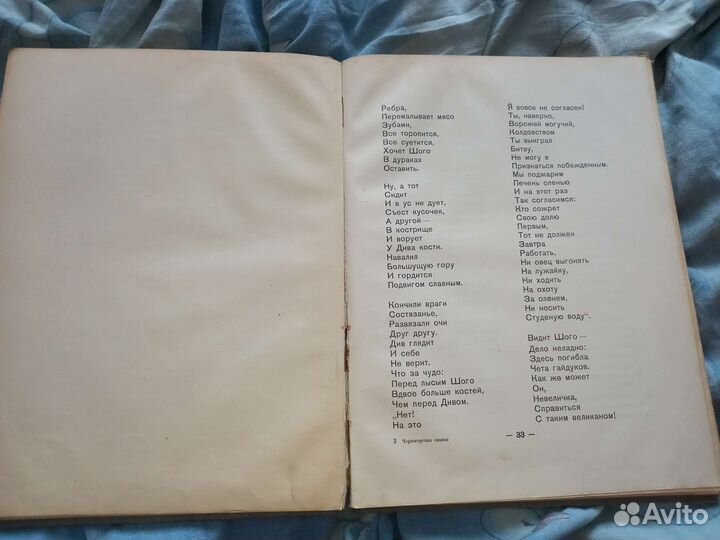 Ребра,
Перемалывает мясо
Зубами,
Все торопится,
Все суетится,
Хочет Шого
В дураках
Оставить.
Ну, а тот
Сидит
И в ус не дует,
Съест кусочек,
А другой—
В кострище
И ворует
У Дива кости.
Навалил
Большущую гору
И гордится
Подвигом славным.
Кончили враги
Состязанье,
Развязали очи
Друг другу.
Див глядит
И себе
Не верит.
Что за чудо:
Перед лысым Шого
Вдвое больше костей,
Чем перед Дивом.
„Нет!
На это
3 Черногорские сказки
Я вовсе не согласен!
Ты, наверно,
Ворожей могучий,
Колдовством
Ты выиграл
Битву,
Не могу я
Признаться побежденным.
Мы поджарим
Печень оленью
И на этот раз
Так согласимся:
Кто сожрет
Свою долю
Первым,
Тот не должен
Завтра
Работать,
Ни овец выгонять
На лужайку,
Ни ходить
На охоту
За оленем,
Ни носить
Студеную воду“.
Видит Шого—
Дело неладно:
Здесь погибла
Чета гайдуков.
Как же может
Он,
Невеличка,
Справиться
С таким великаном!
— 33 —
Avito